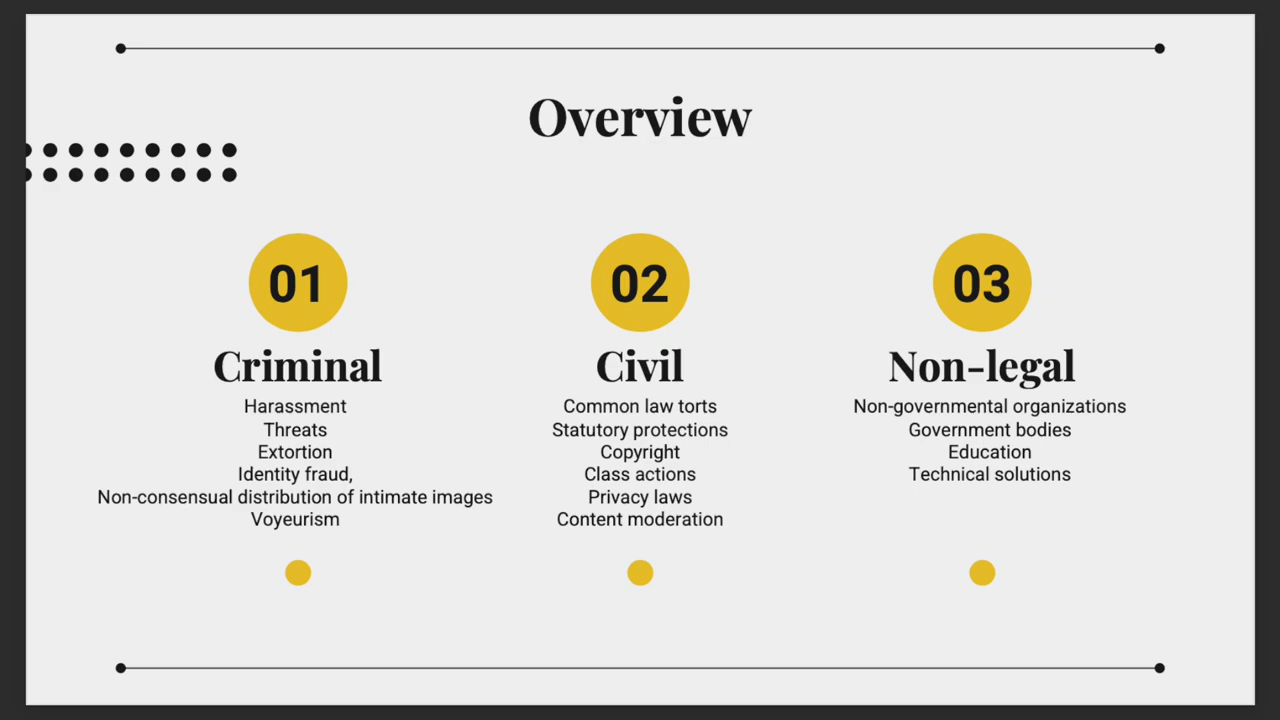 Overview
01
Criminal
Harassment
Threats
Extortion
Identity fraud,
Non-consensual distribution of intimate images
Voyeurism
02
Civil
Common law torts
Statutory protections
Copyright
Class actions
Privacy laws
Content moderation
03
Non-legal
Non-governmental organizations
Government bodies
Education
Technical solutions